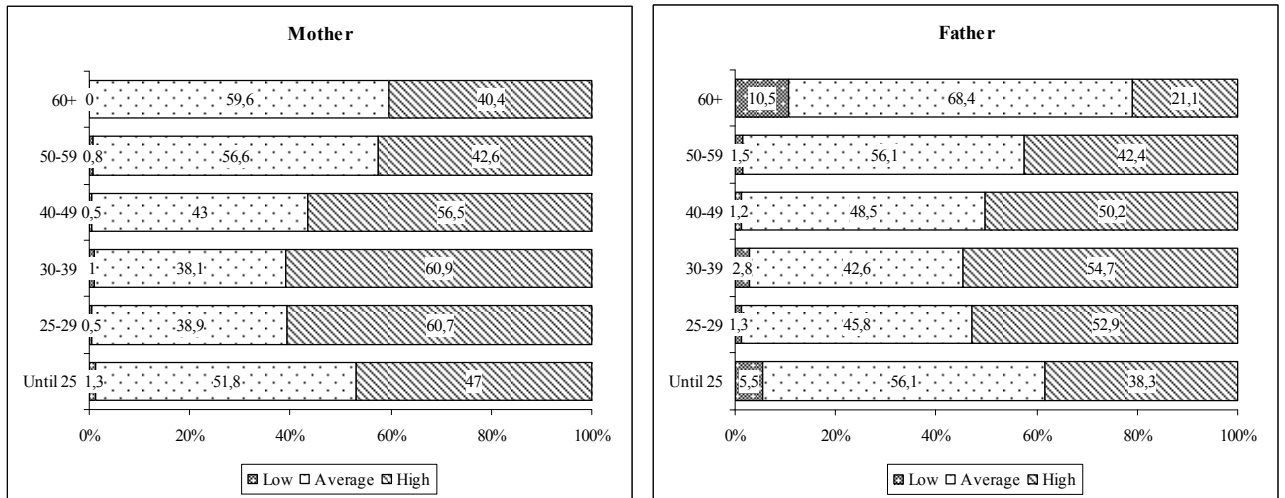 Mother
60+ 0 59,6 40,4
50-59 0,8 56,6 42,6
40-49 0,5 43 56,5
30-39 1 38,1 60,9
25-29 0,5 38,9 60,7
Until 25 1,3 51,8 47
0% 20% 40% 60% 80% 100%
Low Average High
Father
60+ 10,5 68,4 21,1
50-59 1,5 56,1 42,4
40-49 1,2 48,5 50,2
30-39 2,8 42,6 54,7
25-29 1,3 45,8 52,9
Until 25 5,5 56,1 38,3
0% 20% 40% 60% 80% 100%
Low Average High